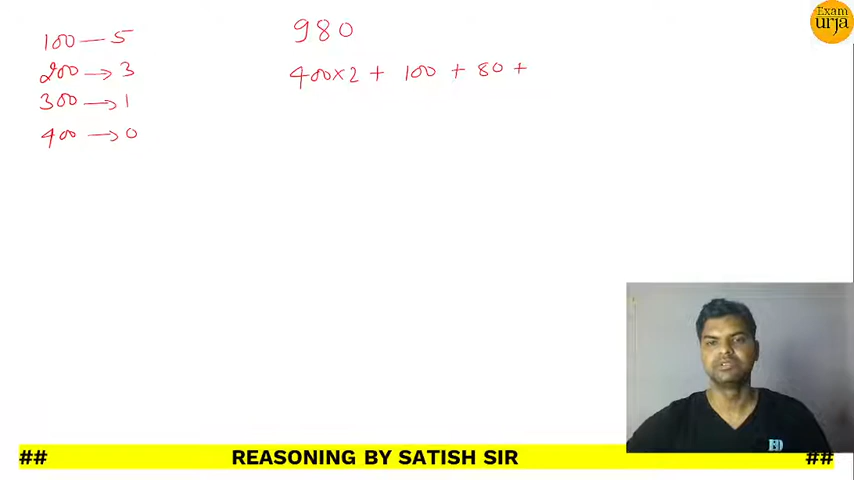 Exam
urja
100 — 5
200 → 3
300 → 1
400 → 0
980
400×2 + 100 + 80 +
ED
## REASONING BY SATISH SIR ##